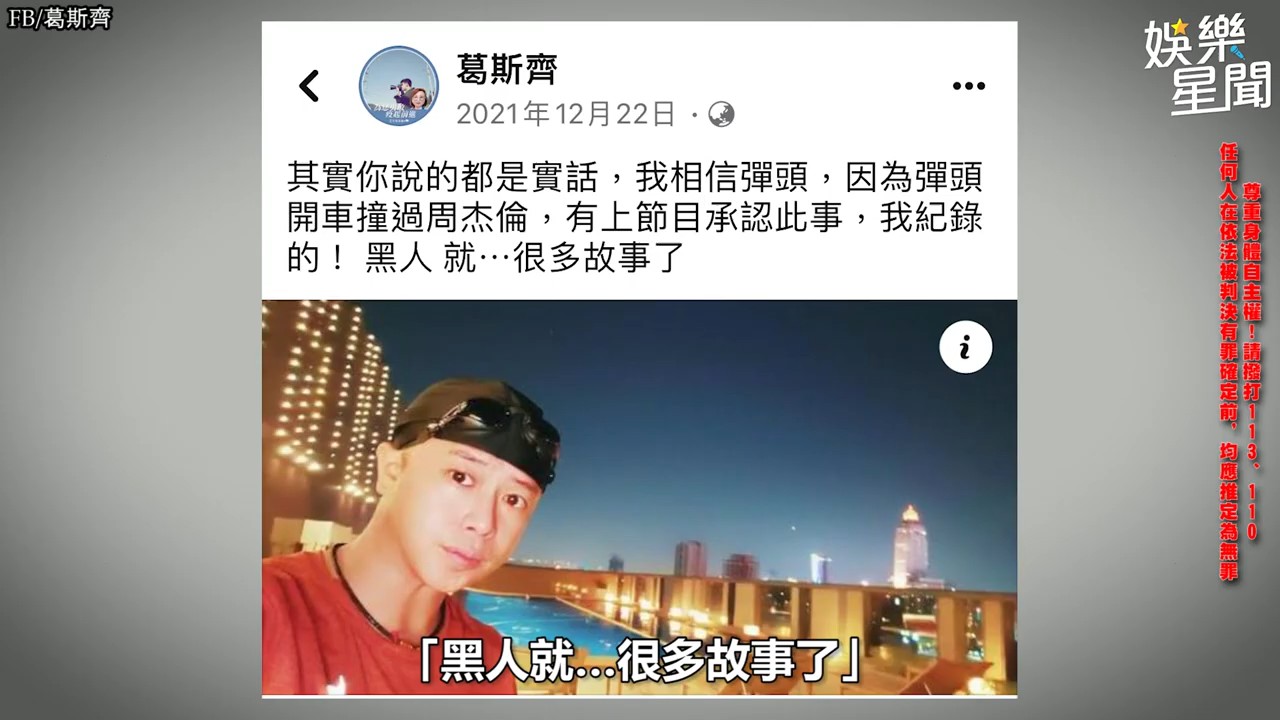 FB/葛斯齊
娛樂
星聞
葛斯齊
2021年12月22日
其實你說的都是實話，我相信彈頭，因為彈頭
開車撞過周杰倫，有上節目承認此事，我紀錄
的！ 黑人 就…很多故事了
「黑人就...很多故事了」
尊重身體自主權！請撥打113、110
任何人在依法被判決有罪確定前，均應推定為無罪